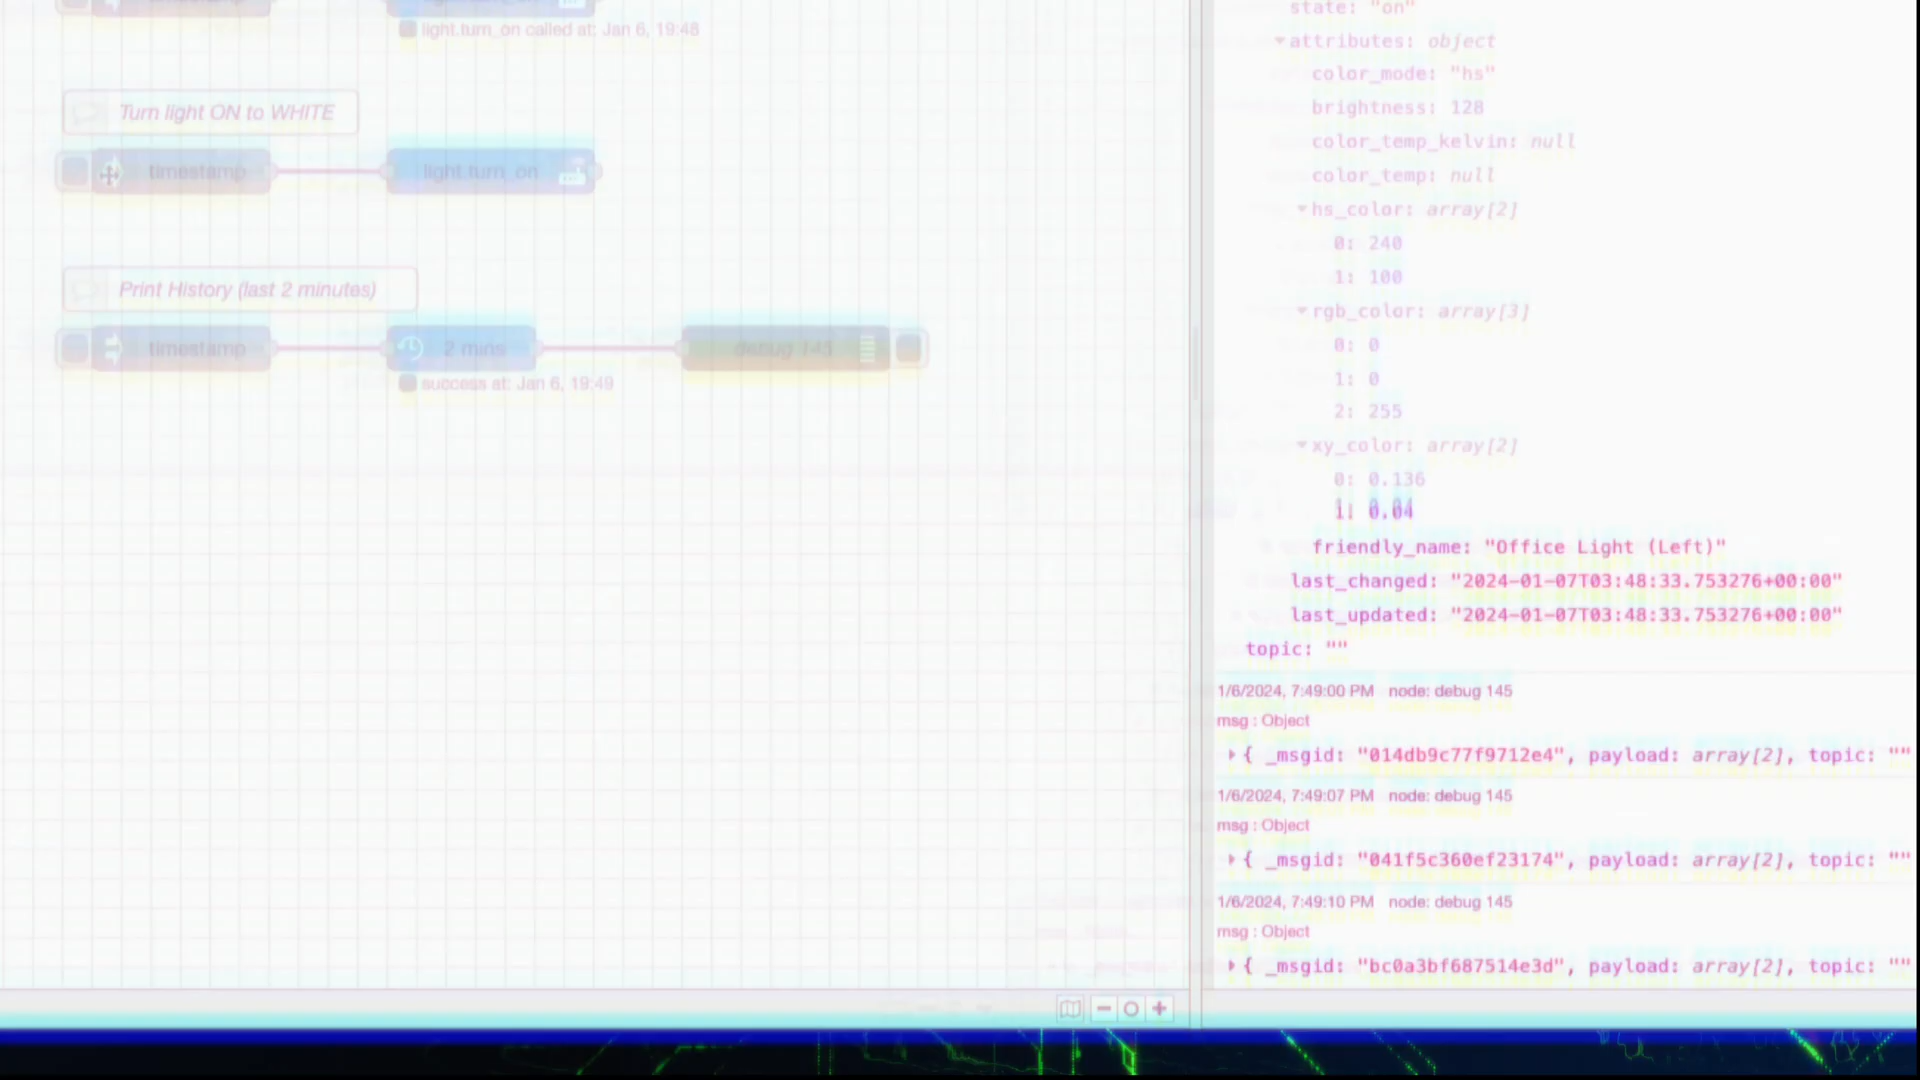 light.turn_on called at: Jan 6, 19:48
Turn light ON to WHITE
timestamp
light.turn_on
Print History (last 2 minutes)
timestamp
2 mins
debug 145
success at: Jan 6, 19:49
state: "on"
attributes: object
color_mode: "hs"
brightness: 128
color_temp_kelvin: null
color_temp: null
hs_color: array[2]
0: 240
1: 100
rgb_color: array[3]
0: 0
1: 0
2: 255
xy_color: array[2]
0: 0.136
1: 0.04
friendly_name: "Office Light (Left)"
last_changed: "2024-01-07T03:48:33.753276+00:00"
last_updated: "2024-01-07T03:48:33.753276+00:00"
topic: ""
1/6/2024, 7:49:00 PM node: debug 145
msg : Object
{ _msgid: "014db9c77f9712e4", payload: array[2], topic: ""
1/6/2024, 7:49:07 PM node: debug 145
msg : Object
{ _msgid: "041f5c360ef23174", payload: array[2], topic: ""
1/6/2024, 7:49:10 PM node: debug 145
msg : Object
{ _msgid: "bc0a3bf687514e3d", payload: array[2], topic: ""